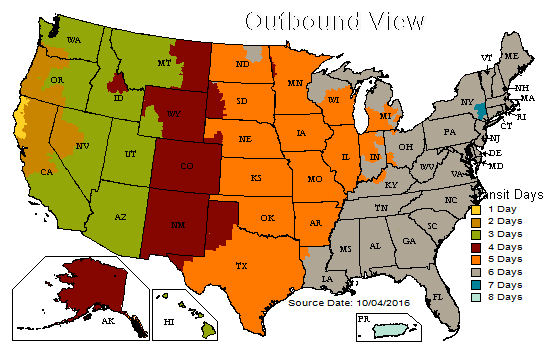 Outbound View
WA
MT
ND
MN
VT
ME
OR
ID
WY
SD
WI
MI
NY
NH
MA
RI
CT
NV
UT
CO
NE
IA
IL
IN
OH
PA
NJ
DE
MD
CA
AZ
NM
KS
MO
KY
WV
VA
NC
TN
OK
AR
SC
TX
LA
MS
AL
GA
FL
AK
HI
PR
ansit Days
1 Day
2 Days
3 Days
4 Days
5 Days
6 Days
7 Days
8 Days
Source Date: 10/04/2016